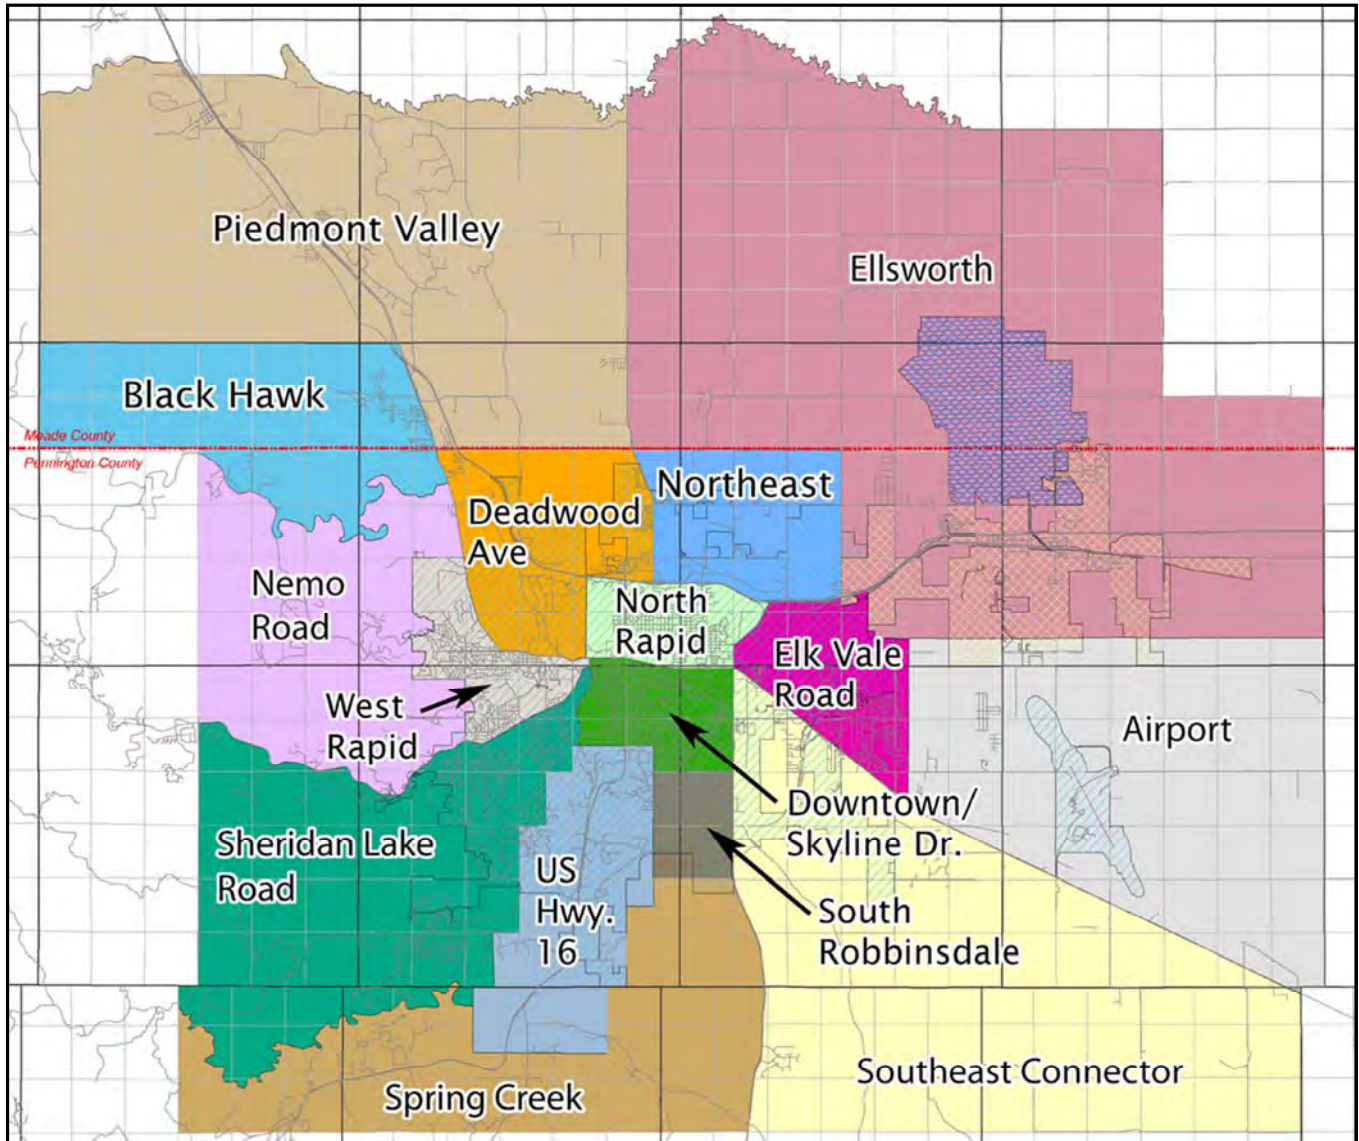 Piedmont Valley
Ellsworth
Black Hawk
Meade County
Pennington County
Northeast
Deadwood
Ave
Nemo
Road
North
Rapid
Elk Vale
Road
West
Rapid
Airport
Downtown/
Skyline Dr.
Sheridan Lake
Road
US
Hwy.
16
South
Robbinsdale
Southeast Connector
Spring Creek